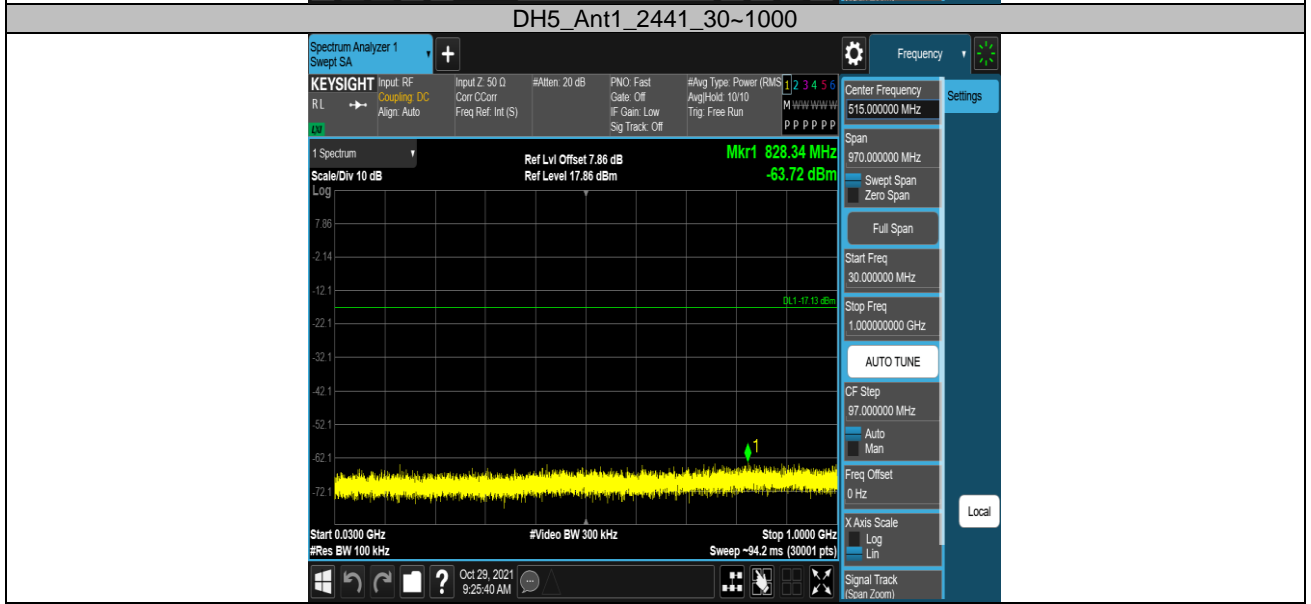 DH5_Ant1_2441_30~1000
Spectrum Analyzer 1
Swept SA
+
Frequency
KEYSIGHT
RL
LXI
Input: RF
Coupling: DC
Align: Auto
Input Z: 50 Ω
Corr CCorr
Freq Ref: Int (S)
#Atten: 20 dB
PNO: Fast
Gate: Off
IF Gain: Low
Sig Track: Off
#Avg Type: Power (RMS
Avg|Hold: 10/10
Trig: Free Run
1 2 3 4 5 6
M W W W W W
P P P P P P
1 Spectrum
Scale/Div 10 dB
Log
Ref Lvl Offset 7.86 dB
Ref Level 17.86 dBm
Mkr1 828.34 MHz
-63.72 dBm
7.86
-2.14
-12.1
DL1 -17.13 dBm
-22.1
-32.1
-42.1
-52.1
1
-62.1
-72.1
Start 0.0300 GHz
#Res BW 100 kHz
#Video BW 300 kHz
Stop 1.0000 GHz
Sweep ~94.2 ms (30001 pts)
?
Oct 29, 2021
9:25:40 AM
Center Frequency
515.000000 MHz
Span
970.000000 MHz
Swept Span
Zero Span
Full Span
Start Freq
30.000000 MHz
Stop Freq
1.000000000 GHz
AUTO TUNE
CF Step
97.000000 MHz
Auto
Man
Freq Offset
0 Hz
X Axis Scale
Log
Lin
Signal Track
(Span Zoom)
Settings
Local